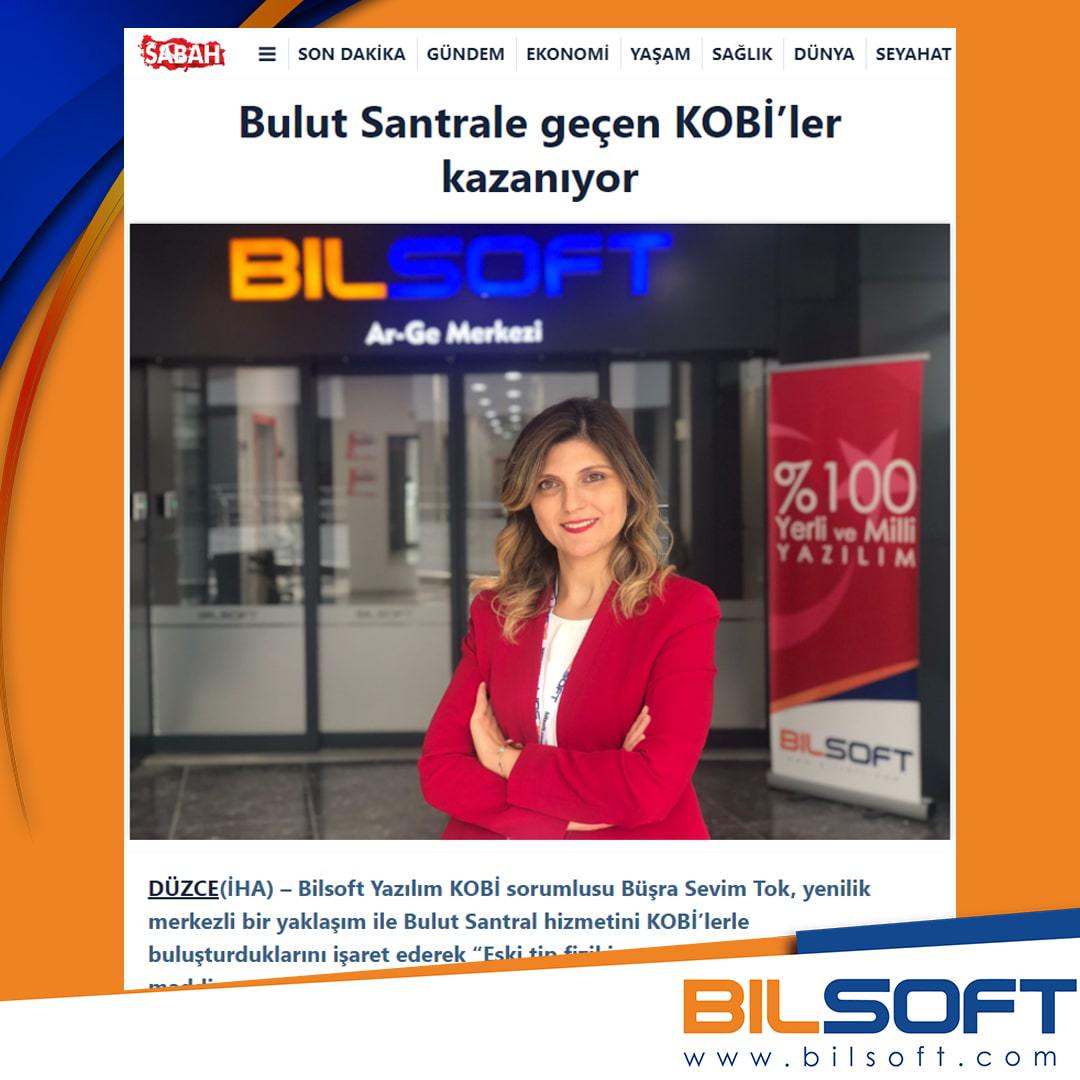 SABAH
SON DAKİKA GÜNDEM EKONOMİ YAŞAM SAĞLIK DÜNYA SEYAHAT
Bulut Santrale geçen KOBİ’ler
kazanıyor
BILSOFT
Ar-Ge Merkezi
%100
Yerli ve Milli
YAZILIM
BILSOFT
DÜZCE(İHA) – Bilsoft Yazılım KOBİ sorumlusu Büşra Sevim Tok, yenilik
merkezli bir yaklaşım ile Bulut Santral hizmetini KOBİ’lerle
buluşturduklarını işaret ederek “Eski tip
BILSOFT
www.bilsoft.com